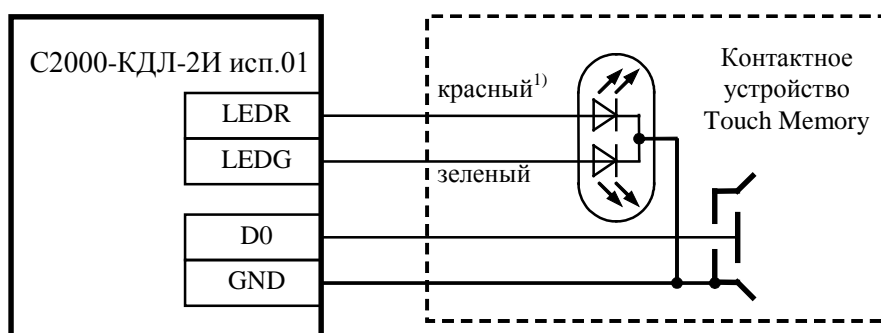 С2000-КДЛ-2И исп.01
LEDR
LEDG
D0
GND
красный1)
зеленый
Контактное
устройство
Touch Memory